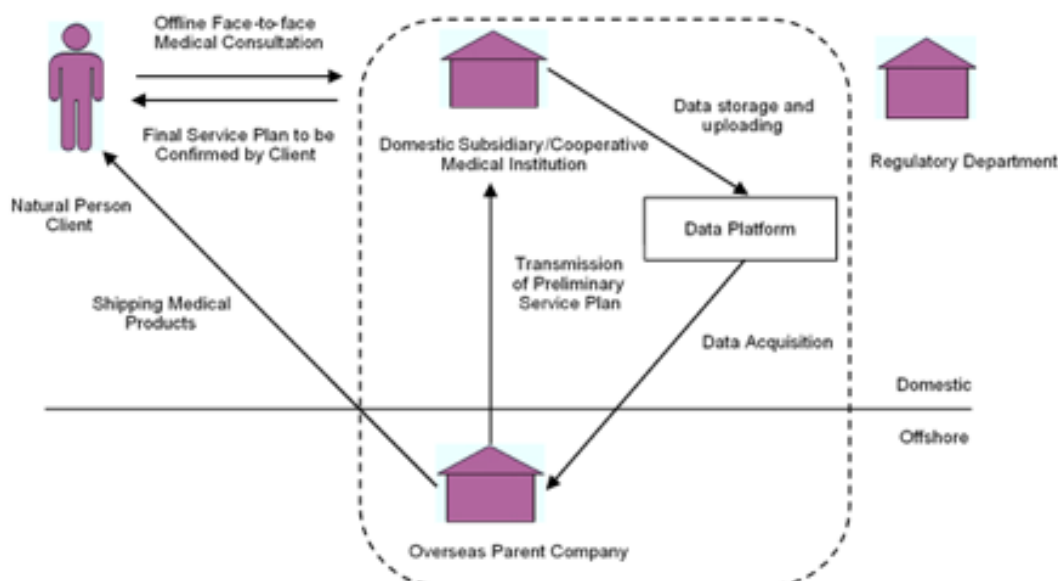 Offline Face-to-face
Medical Consultation
Final Service Plan to be
Confirmed by Client
Natural Person
Client
Shipping Medical
Products
Domestic Subsidiary/Cooperative
Medical Institution
Data storage and
uploading
Regulatory Department
Data Platform
Transmission
of Preliminary
Service Plan
Data Acquisition
Domestic
Offshore
Overseas Parent Company